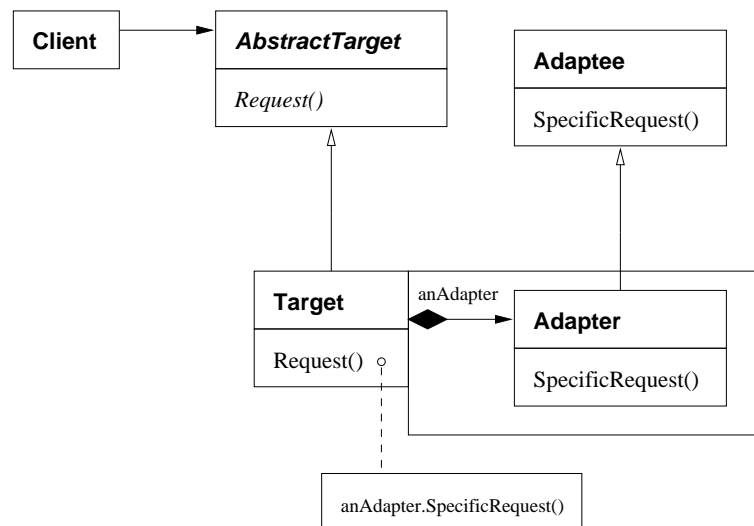 Client
AbstractTarget
Request()
Adaptee
SpecificRequest()
Target
Request()
anAdapter
Adapter
SpecificRequest()
anAdapter.SpecificRequest()